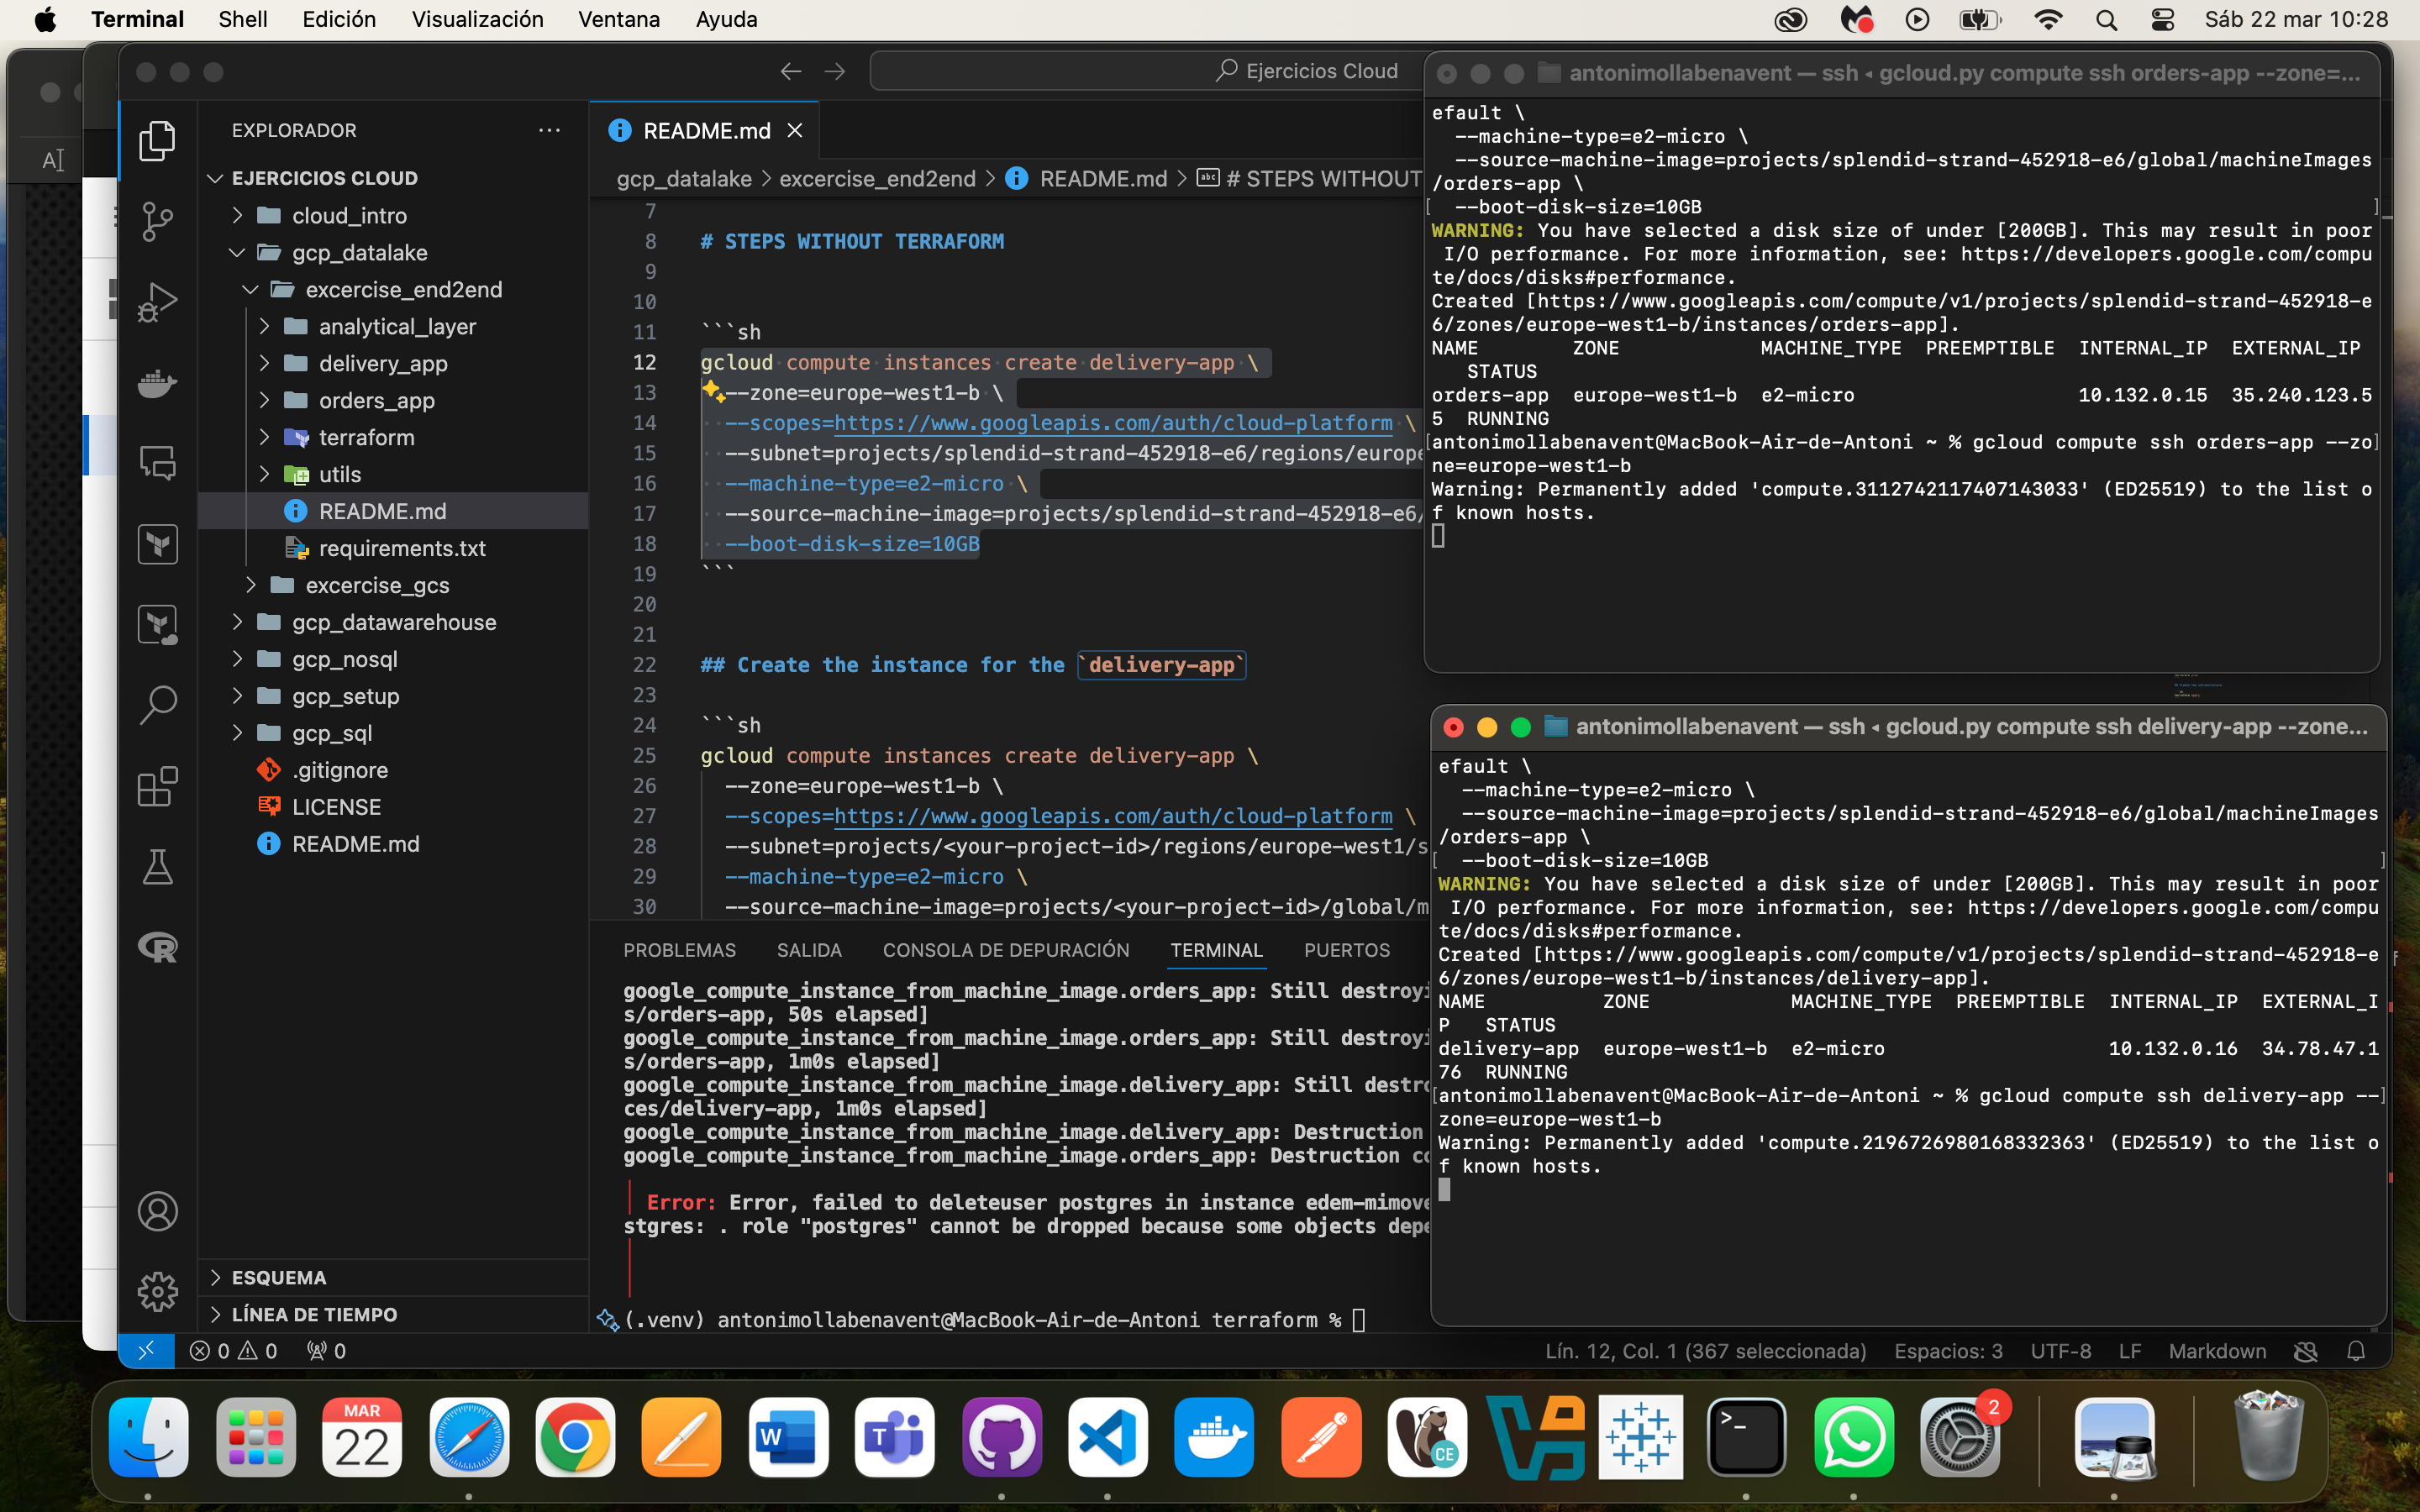 Terminal Shell Edición Visualización Ventana Ayuda Sáb 22 mar 10:28
Ejercicios Cloud
EXPLORADOR
EJERCICIOS CLOUD
cloud_intro
gcp_datalake
excercise_end2end
analytical_layer
delivery_app
orders_app
terraform
utils
README.md
requirements.txt
excercise_gcs
gcp_datawarehouse
gcp_nosql
gcp_setup
gcp_sql
.gitignore
LICENSE
README.md
ESQUEMA
LÍNEA DE TIEMPO
README.md
gcp_datalake > excercise_end2end > README.md > abc # STEPS WITHOUT
7
8 # STEPS WITHOUT TERRAFORM
9
10
11 ```sh
12 gcloud compute instances create delivery-app \
13 --zone=europe-west1-b \
14 --scopes=https://www.googleapis.com/auth/cloud-platform \
15 --subnet=projects/splendid-strand-452918-e6/regions/europe
16 --machine-type=e2-micro \
17 --source-machine-image=projects/splendid-strand-452918-e6/
18 --boot-disk-size=10GB
19 ```
20
21
22 ## Create the instance for the `delivery-app`
23
24 ```sh
25 gcloud compute instances create delivery-app \
26 --zone=europe-west1-b \
27 --scopes=https://www.googleapis.com/auth/cloud-platform \
28 --subnet=projects/<your-project-id>/regions/europe-west1/s
29 --machine-type=e2-micro \
30 --source-machine-image=projects/<your-project-id>/global/m
PROBLEMAS SALIDA CONSOLA DE DEPURACIÓN TERMINAL PUERTOS
google_compute_instance_from_machine_image.orders_app: Still destroyi
s/orders-app, 50s elapsed]
google_compute_instance_from_machine_image.orders_app: Still destroyi
s/orders-app, 1m0s elapsed]
google_compute_instance_from_machine_image.delivery_app: Still destro
ces/delivery-app, 1m0s elapsed]
google_compute_instance_from_machine_image.delivery_app: Destruction
google_compute_instance_from_machine_image.orders_app: Destruction co
Error: Error, failed to deleteuser postgres in instance edem-mimove
stgres: . role "postgres" cannot be dropped because some objects depe
(.venv) antonimollabenavent@MacBook-Air-de-Antoni terraform %
0 0 0
Lín. 12, Col. 1 (367 seleccionada) Espacios: 3 UTF-8 LF Markdown
antonimollabenavent — ssh ◂ gcloud.py compute ssh orders-app --zone=...
efault \
--machine-type=e2-micro \
--source-machine-image=projects/splendid-strand-452918-e6/global/machineImages
/orders-app \
[ --boot-disk-size=10GB ]
WARNING: You have selected a disk size of under [200GB]. This may result in poor
I/O performance. For more information, see: https://developers.google.com/compu
te/docs/disks#performance.
Created [https://www.googleapis.com/compute/v1/projects/splendid-strand-452918-e
6/zones/europe-west1-b/instances/orders-app].
NAME ZONE MACHINE_TYPE PREEMPTIBLE INTERNAL_IP EXTERNAL_IP
STATUS
orders-app europe-west1-b e2-micro 10.132.0.15 35.240.123.5
5 RUNNING
[antonimollabenavent@MacBook-Air-de-Antoni ~ % gcloud compute ssh orders-app --zo]
ne=europe-west1-b
Warning: Permanently added 'compute.3112742117407143033' (ED25519) to the list o
f known hosts.
antonimollabenavent — ssh ◂ gcloud.py compute ssh delivery-app --zone...
efault \
--machine-type=e2-micro \
--source-machine-image=projects/splendid-strand-452918-e6/global/machineImages
/orders-app \
[ --boot-disk-size=10GB ]
WARNING: You have selected a disk size of under [200GB]. This may result in poor
I/O performance. For more information, see: https://developers.google.com/compu
te/docs/disks#performance.
Created [https://www.googleapis.com/compute/v1/projects/splendid-strand-452918-e
6/zones/europe-west1-b/instances/delivery-app].
NAME ZONE MACHINE_TYPE PREEMPTIBLE INTERNAL_IP EXTERNAL_I
P STATUS
delivery-app europe-west1-b e2-micro 10.132.0.16 34.78.47.1
76 RUNNING
[antonimollabenavent@MacBook-Air-de-Antoni ~ % gcloud compute ssh delivery-app --]
zone=europe-west1-b
Warning: Permanently added 'compute.2196726980168332363' (ED25519) to the list o
f known hosts.
MAR
22
W
T
CE
>_
2